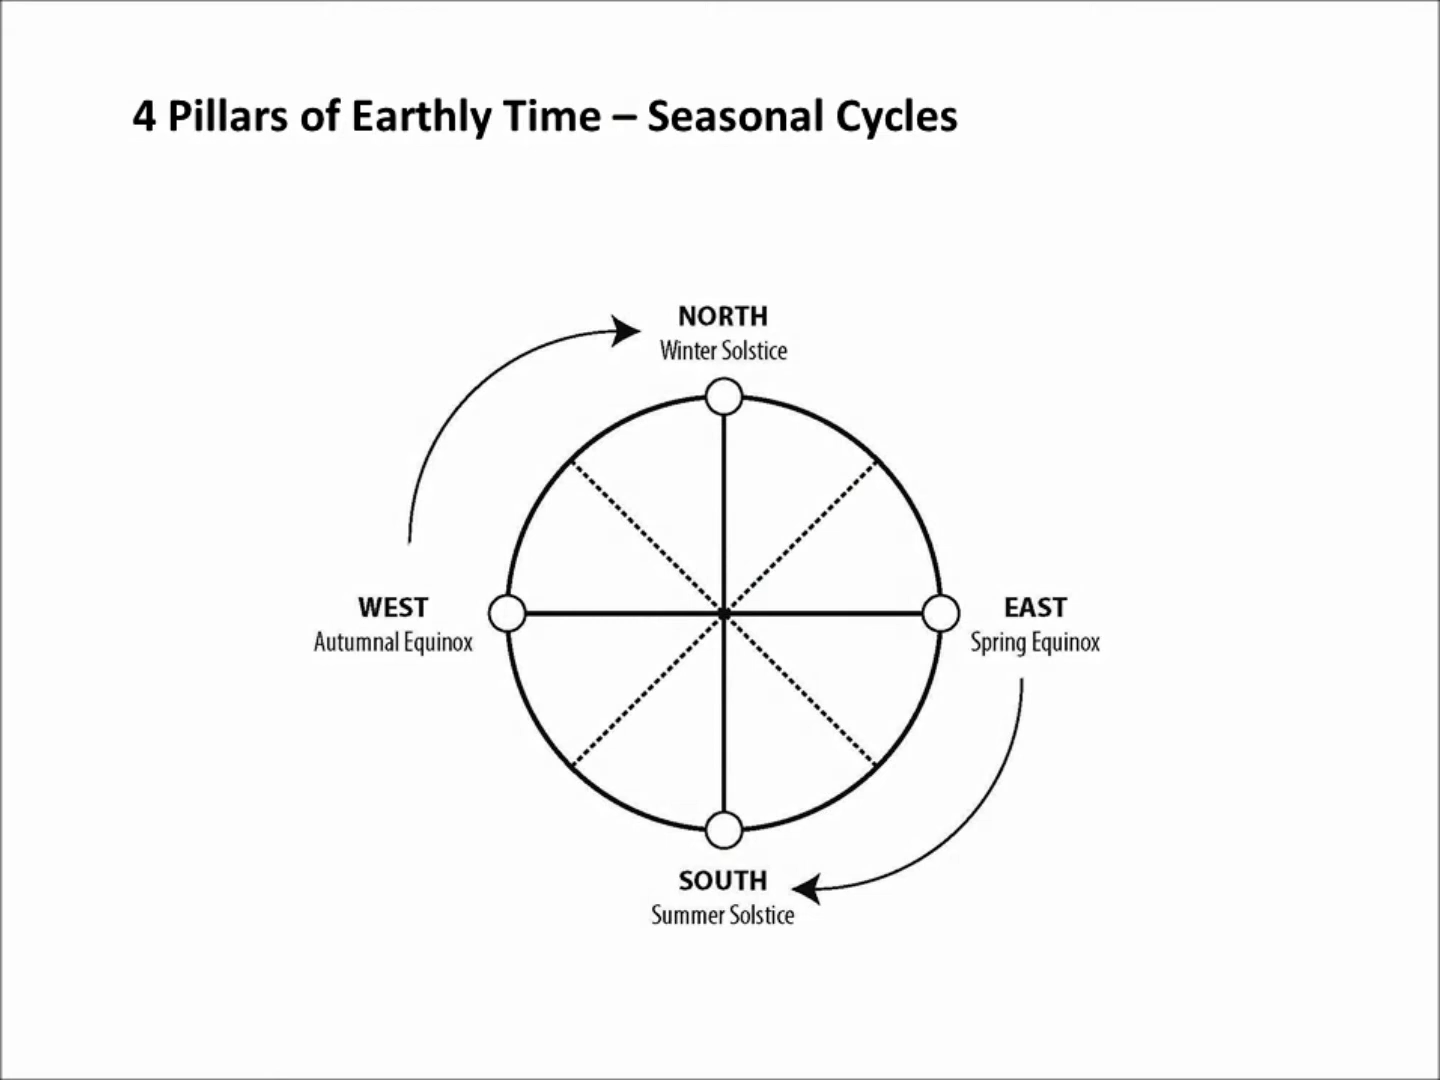 4 Pillars of Earthly Time – Seasonal Cycles
NORTH
Winter Solstice
WEST
Autumnal Equinox
EAST
Spring Equinox
SOUTH
Summer Solstice